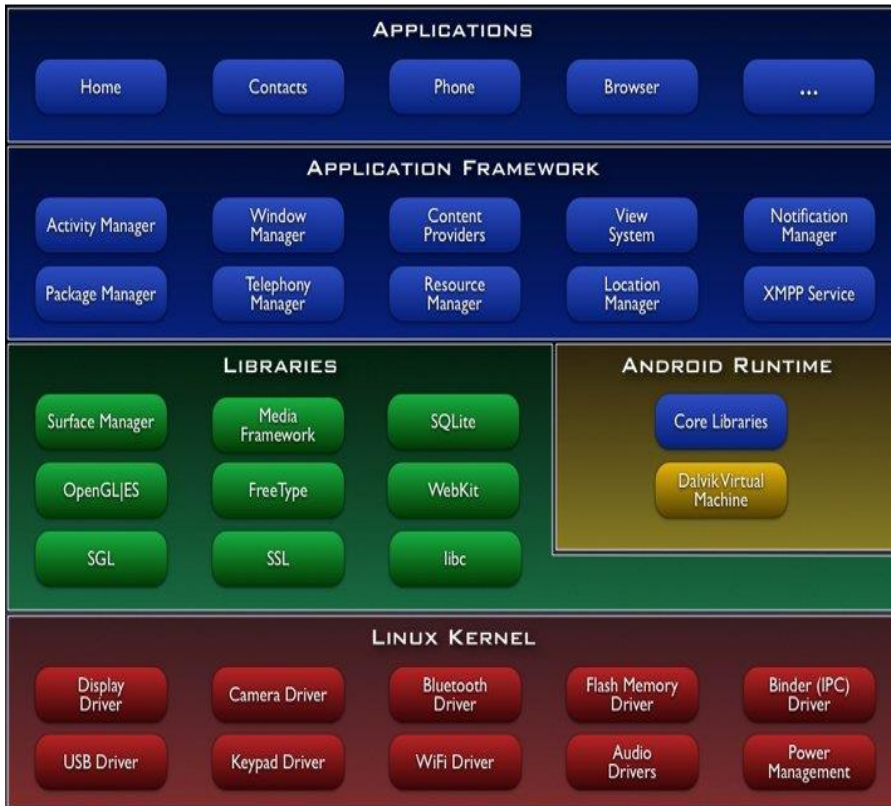 APPLICATIONS
Home
Contacts
Phone
Browser
...
APPLICATION FRAMEWORK
Activity Manager
Window
Manager
Content
Providers
View
System
Notification
Manager
Package Manager
Telephony
Manager
Resource
Manager
Location
Manager
XMPP Service
LIBRARIES
Surface Manager
Media
Framework
SQLite
OpenGL|ES
FreeType
WebKit
SGL
SSL
libc
ANDROID RUNTIME
Core Libraries
Dalvik Virtual
Machine
LINUX KERNEL
Display
Driver
Camera Driver
Bluetooth
Driver
Flash Memory
Driver
Binder (IPC)
Driver
USB Driver
Keypad Driver
WiFi Driver
Audio
Drivers
Power
Management